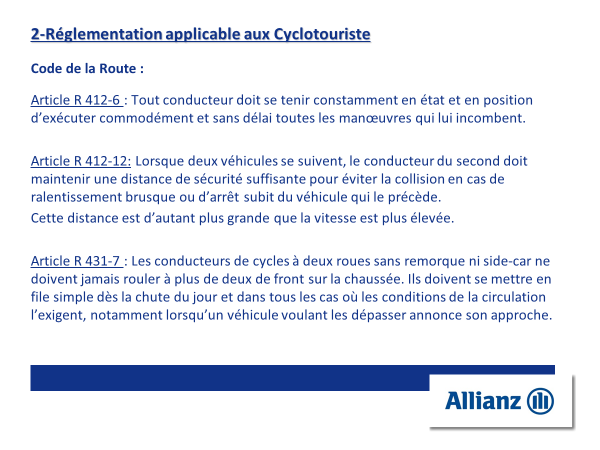 2-Réglementation applicable aux Cyclotouriste
Code de la Route :
Article R 412-6 : Tout conducteur doit se tenir constamment en état et en position
d’exécuter commodément et sans délai toutes les manœuvres qui lui incombent.
Article R 412-12: Lorsque deux véhicules se suivent, le conducteur du second doit
maintenir une distance de sécurité suffisante pour éviter la collision en cas de
ralentissement brusque ou d’arrêt subit du véhicule qui le précède.
Cette distance est d’autant plus grande que la vitesse est plus élevée.
Article R 431-7 : Les conducteurs de cycles à deux roues sans remorque ni side-car ne
doivent jamais rouler à plus de deux de front sur la chaussée. Ils doivent se mettre en
file simple dès la chute du jour et dans tous les cas où les conditions de la circulation
l’exigent, notamment lorsqu’un véhicule voulant les dépasser annonce son approche.
Allianz